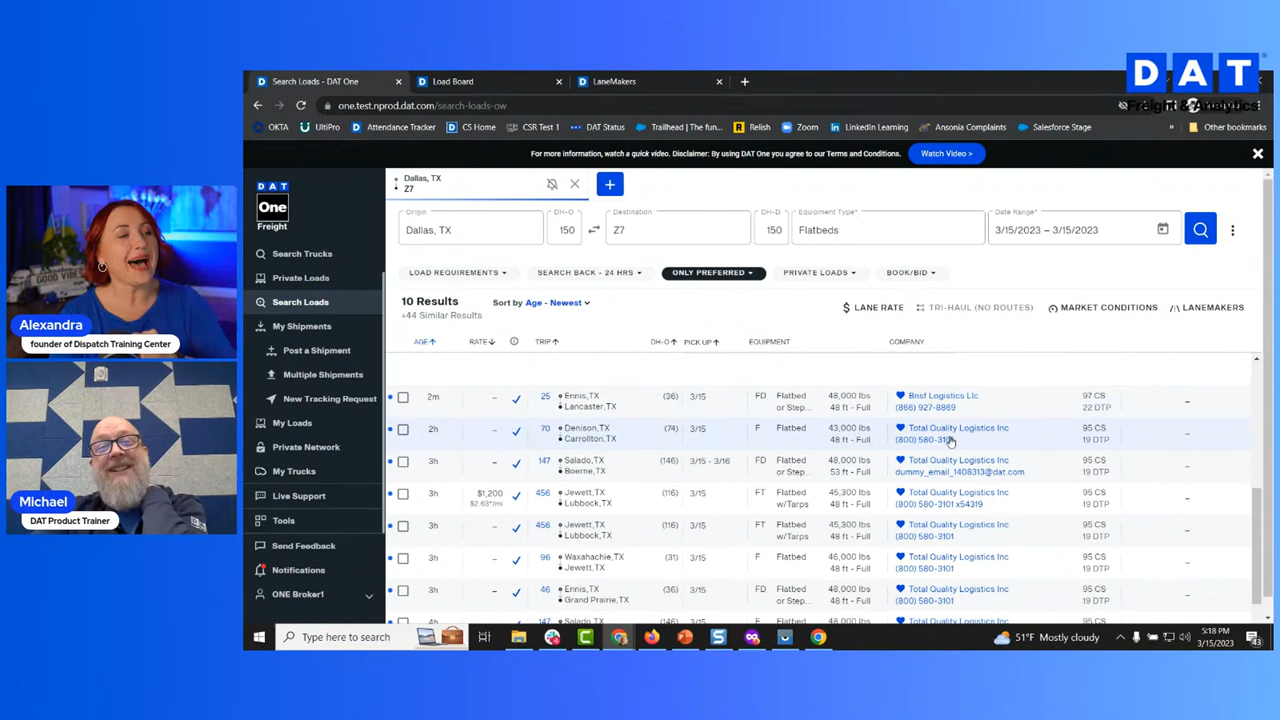 DAT
Freight & Analytics
Search Loads - DAT One
Load Board
LaneMakers
one.test.nprod.dat.com/search-loads-ow
OKTA
UltiPro
Attendance Tracker
CS Home
CSR Test 1
DAT Status
Trailhead | The fun...
Relish
Zoom
LinkedIn Learning
Ansonia Complaints
Salesforce Stage
»
Other bookmarks
For more information, watch a quick video. Disclaimer: By using DAT One you agree to our Terms and Conditions.
Watch Video >
DAT
One
Freight
Search Trucks
Private Loads
Search Loads
My Shipments
Post a Shipment
Multiple Shipments
New Tracking Request
My Loads
Private Network
My Trucks
Live Support
Tools
Send Feedback
Notifications
ONE Broker1
Dallas, TX
Z7
Origin
Dallas, TX
DH-O
150
Destination
Z7
DH-D
150
Equipment Type*
Flatbeds
Date Range*
3/15/2023 – 3/15/2023
LOAD REQUIREMENTS
SEARCH BACK - 24 HRS
ONLY PREFERRED
PRIVATE LOADS
BOOK/BID
10 Results
+44 Similar Results
Sort by Age - Newest
$ LANE RATE
TRI-HAUL (NO ROUTES)
MARKET CONDITIONS
LANEMAKERS
AGE RATE TRIP DH-O PICK UP EQUIPMENT COMPANY
2m – 25 Ennis,TX (36) 3/15 FD Flatbed 48,000 lbs Bnsf Logistics Llc 97 CS –
Lancaster,TX or Step... 48 ft - Full (866) 927-8869 22 DTP
2h – 70 Denison,TX (74) 3/15 F Flatbed 43,000 lbs Total Quality Logistics Inc 95 CS –
Carrollton,TX 48 ft - Full (800) 580-3101 19 DTP
3h – 147 Salado,TX (146) 3/15 - 3/16 FD Flatbed 48,000 lbs Total Quality Logistics Inc 95 CS –
Boerne,TX or Step... 53 ft - Full dummy_email_1408313@dat.com 19 DTP
3h $1,200 456 Jewett,TX (116) 3/15 FT Flatbed 45,300 lbs Total Quality Logistics Inc 95 CS –
$2.63*/mi Lubbock,TX w/Tarps 48 ft - Full (800) 580-3101 x54319 19 DTP
3h – 456 Jewett,TX (116) 3/15 FT Flatbed 45,300 lbs Total Quality Logistics Inc 95 CS –
Lubbock,TX w/Tarps 48 ft - Full (800) 580-3101 19 DTP
3h – 96 Waxahachie,TX (31) 3/15 F Flatbed 46,000 lbs Total Quality Logistics Inc 95 CS –
Jewett,TX 48 ft - Full (800) 580-3101 19 DTP
3h – 46 Ennis,TX (36) 3/15 FD Flatbed 48,000 lbs Total Quality Logistics Inc 95 CS –
Grand Prairie,TX or Step... 48 ft - Full (800) 580-3101 19 DTP
GOOD VIBES
Alexandra
founder of Dispatch Training Center
Michael
DAT Product Trainer
Type here to search
51°F Mostly cloudy
5:18 PM
3/15/2023
43